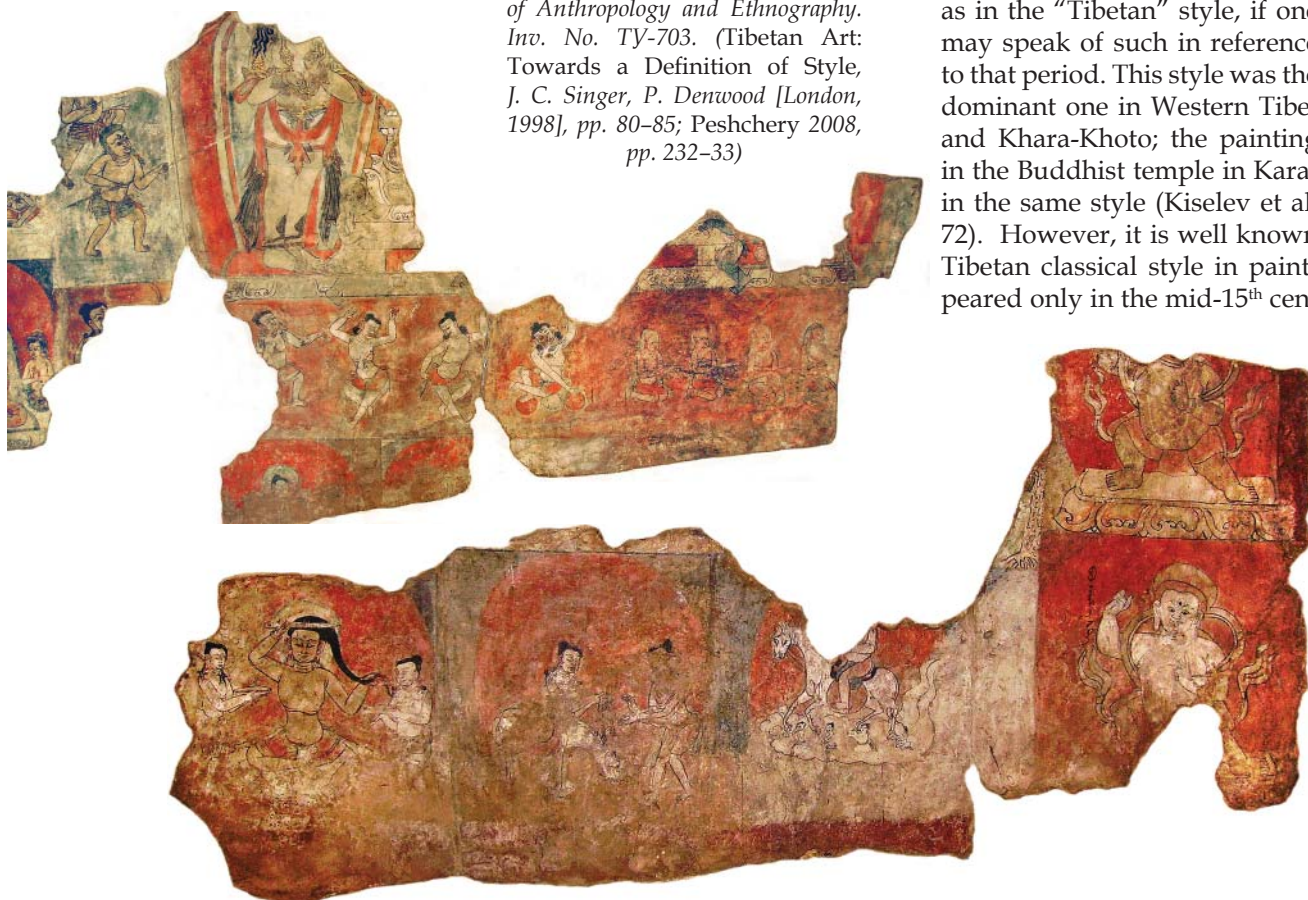 of Anthropology and Ethnography.
Inv. No. ТУ-703. (Tibetan Art:
Towards a Definition of Style,
J. C. Singer, P. Denwood [London,
1998], pp. 80–85; Peshchery 2008,
pp. 232–33)
as in the “Tibetan” style, if one
may speak of such in reference
to that period. This style was the
dominant one in Western Tibe
and Khara-Khoto; the painting
in the Buddhist temple in Kara
in the same style (Kiselev et al
72). However, it is well known
Tibetan classical style in paint
peared only in the mid-15th cen